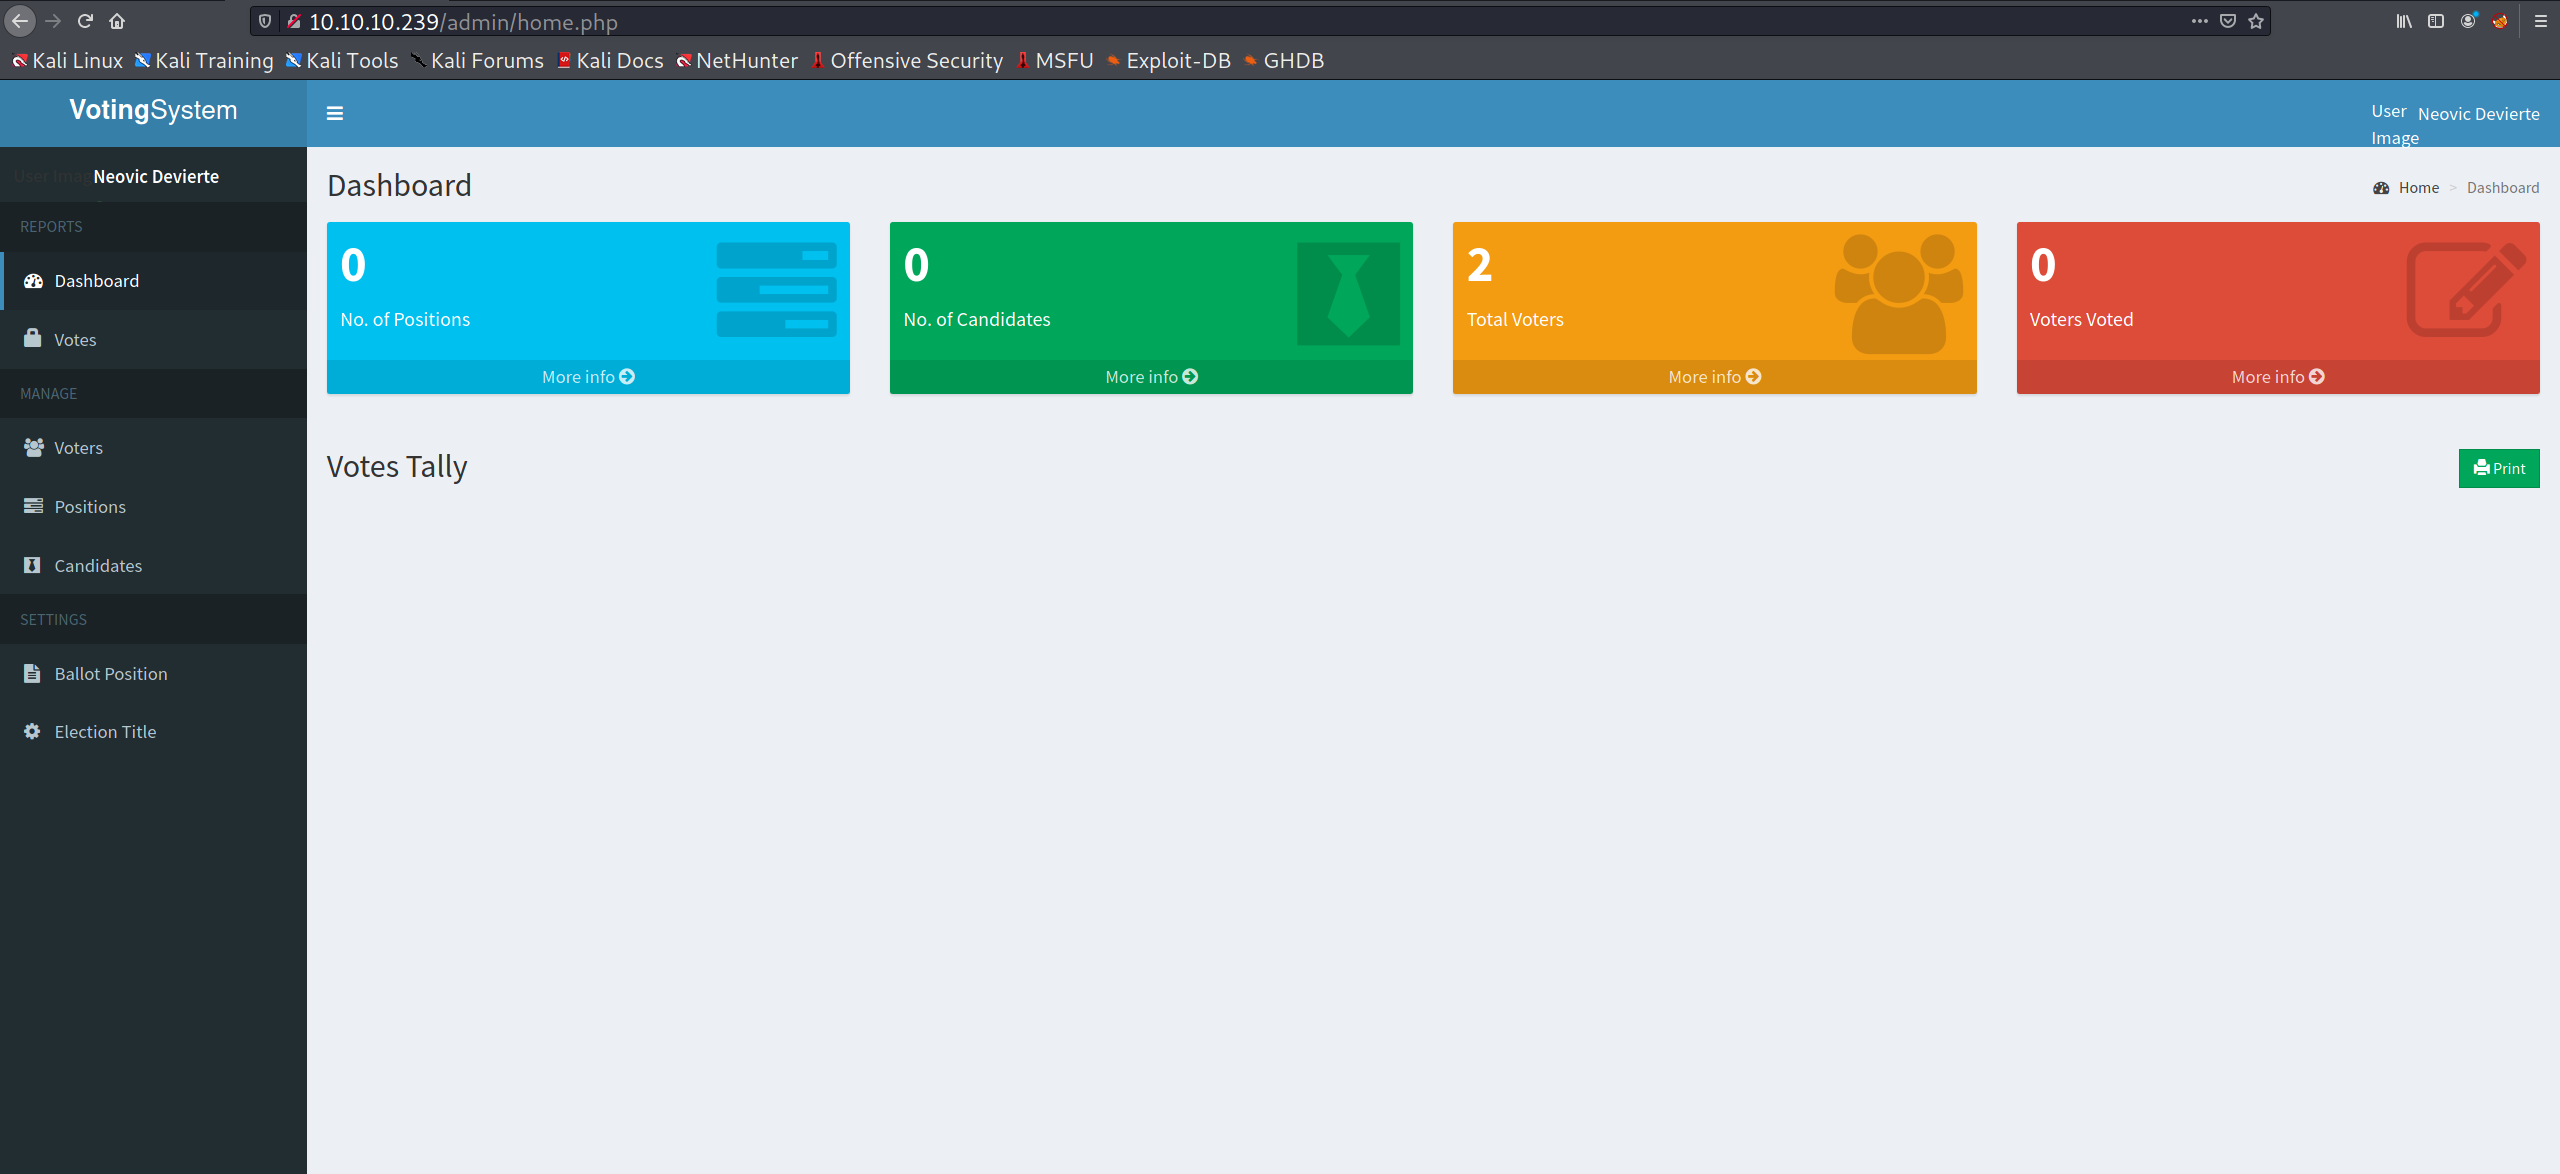 10.10.10.239/admin/home.php
Kali Linux Kali Training Kali Tools Kali Forums Kali Docs NetHunter Offensive Security MSFU Exploit-DB GHDB
VotingSystem
User Image Neovic Devierte
User Imag Neovic Devierte
REPORTS
Dashboard
Votes
MANAGE
Voters
Positions
Candidates
SETTINGS
Ballot Position
Election Title
Dashboard
Home > Dashboard
0
No. of Positions
More info
0
No. of Candidates
More info
2
Total Voters
More info
0
Voters Voted
More info
Votes Tally
Print